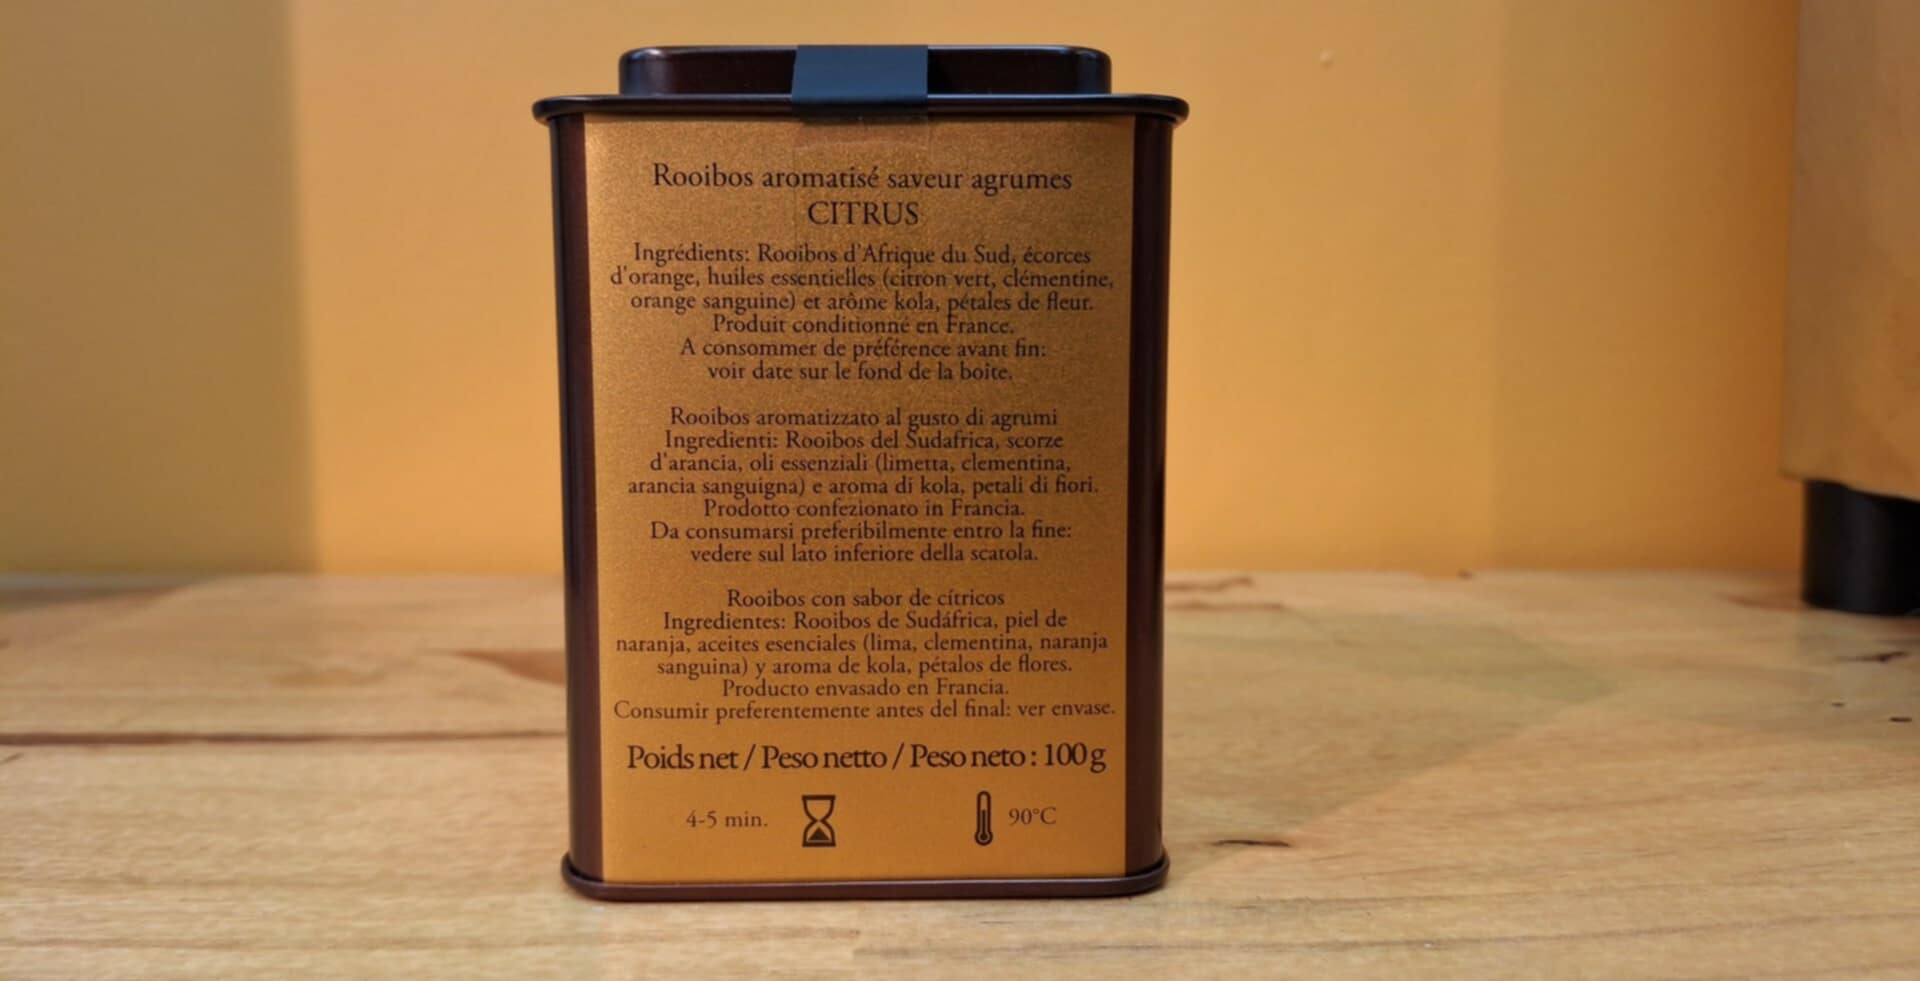 Rooibos aromatisé saveur agrumes
CITRUS
Ingrédients: Rooibos d'Afrique du Sud, écorces
d'orange, huiles essentielles (citron vert, clémentine,
orange sanguine) et arôme kola, pétales de fleur.
Produit conditionné en France.
A consommer de préférence avant fin:
voir date sur le fond de la boite.
Rooibos aromatizzato al gusto di agrumi
Ingredienti: Rooibos del Sudafrica, scorze
d'arancia, oli essenziali (limetta, clementina,
arancia sanguigna) e aroma di kola, petali di fiori.
Prodotto confezionato in Francia.
Da consumarsi preferibilmente entro la fine:
vedere sul lato inferiore della scatola.
Rooibos con sabor de cítricos
Ingredientes: Rooibos de Sudáfrica, piel de
naranja, aceites esenciales (lima, clementina, naranja
sanguina) y aroma de kola, pétalos de flores.
Producto envasado en Francia.
Consumir preferentemente antes del final: ver envase.
Poids net / Peso netto / Peso neto : 100 g
4-5 min. 90°C